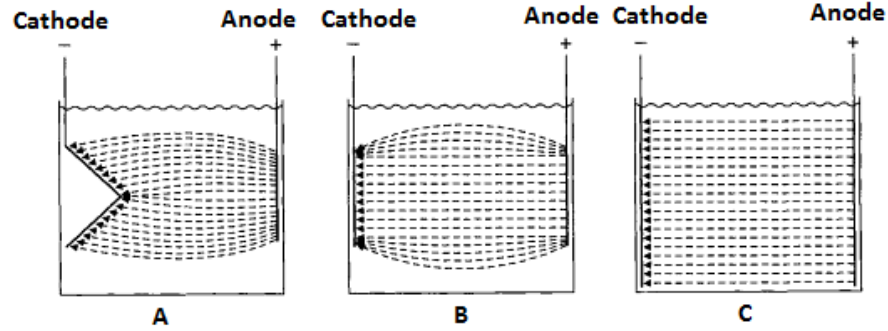 Cathode Anode Cathode Anode Cathode Anode
− + − + − +
A B C